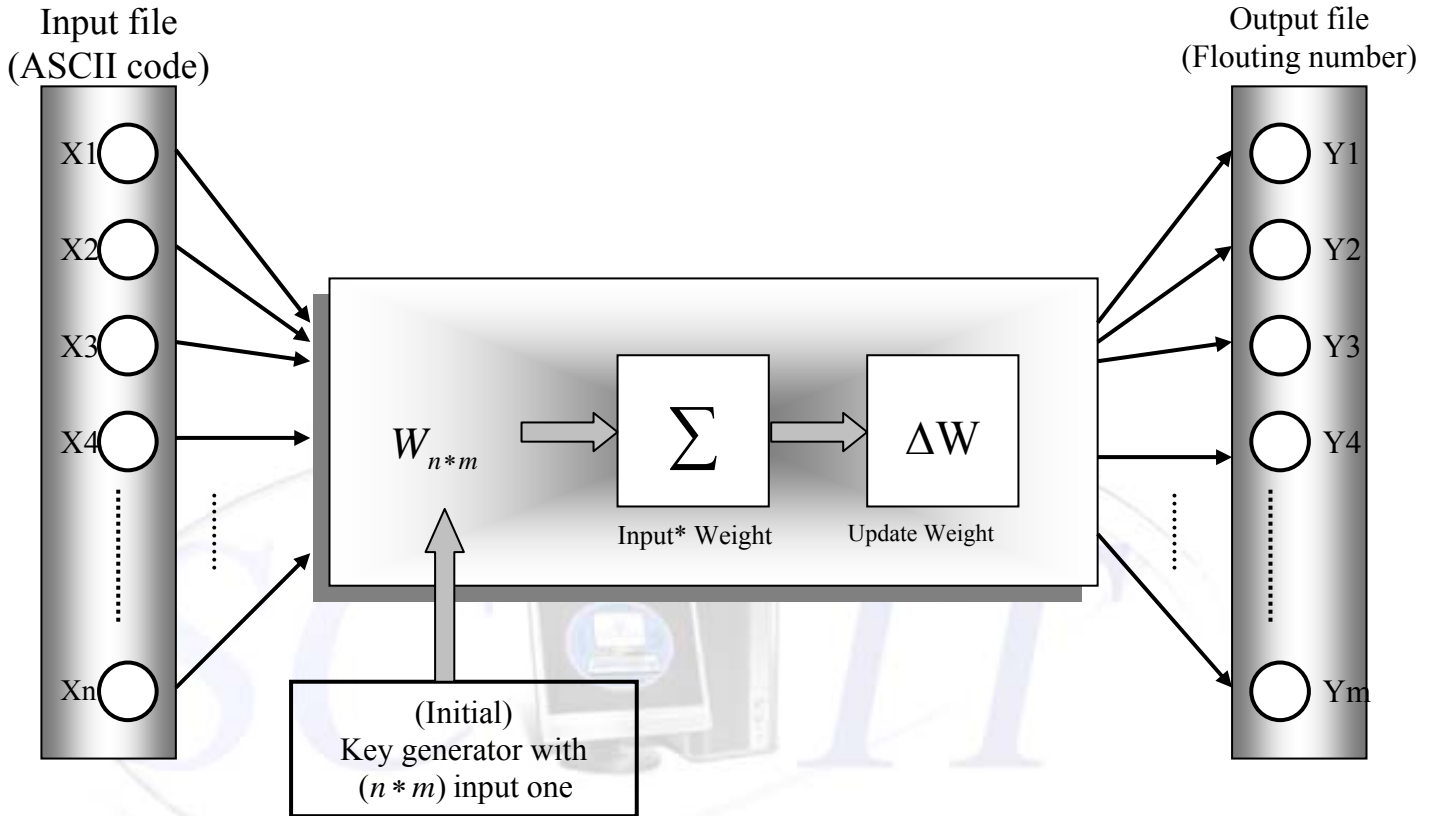 Input file
(ASCII code)
Output file
(Flouting number)
X1
X2
X3
X4
Xn
W n*m
∑
Input* Weight
ΔW
Update Weight
(Initial)
Key generator with
(n * m) input one
Y1
Y2
Y3
Y4
Ym